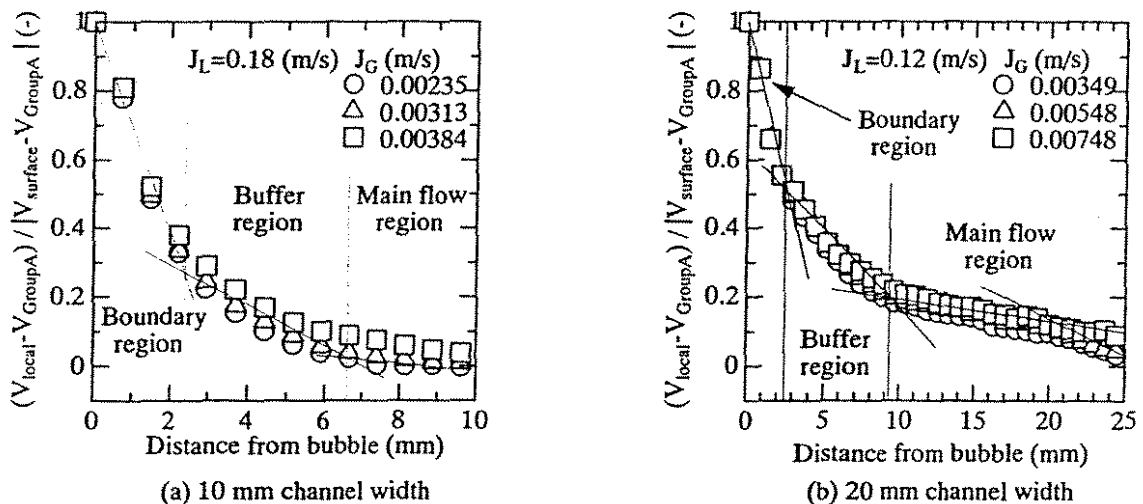 (V_local- V_GroupA) / |V_surface- V_GroupA | (-)
1
0.8
0.6
0.4
0.2
0
J_L=0.18 (m/s) J_G (m/s)
0.00235
0.00313
0.00384
Buffer region
Main flow region
Boundary region
0 2 4 6 8 10
Distance from bubble (mm)
(a) 10 mm channel width
(V_local- V_GroupA) / |V_surface- V_GroupA | (-)
1
0.8
0.6
0.4
0.2
0
J_L=0.12 (m/s) J_G (m/s)
0.00349
0.00548
0.00748
Boundary region
Main flow region
Buffer region
0 5 10 15 20 25
Distance from bubble (mm)
(b) 20 mm channel width